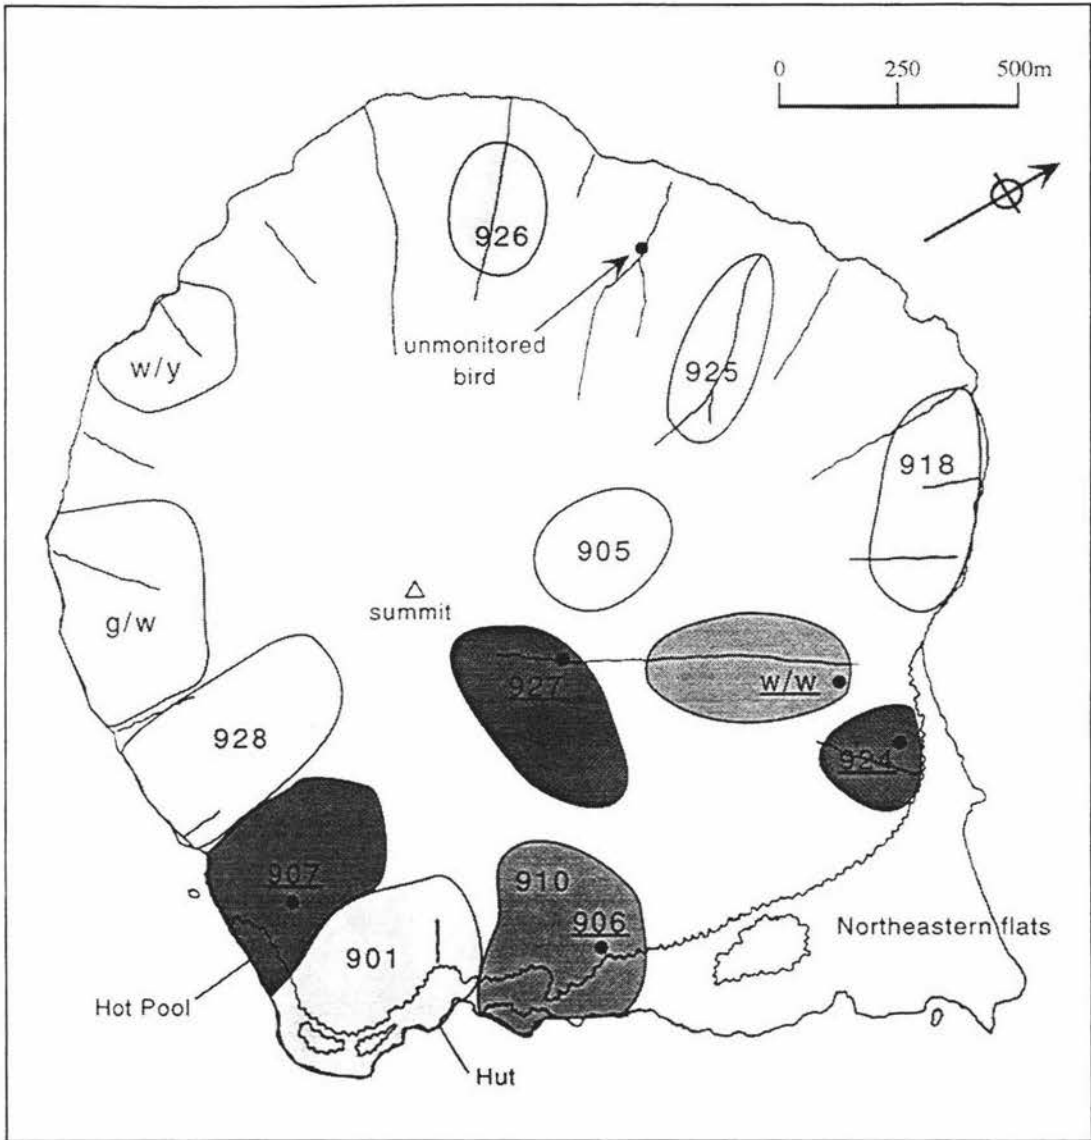 0 250 500m
926
unmonitored
bird
w/y
925
918
905
g/w
summit
927
w/w
928
924
907
910
906
901
Northeastern flats
Hot Pool
Hut